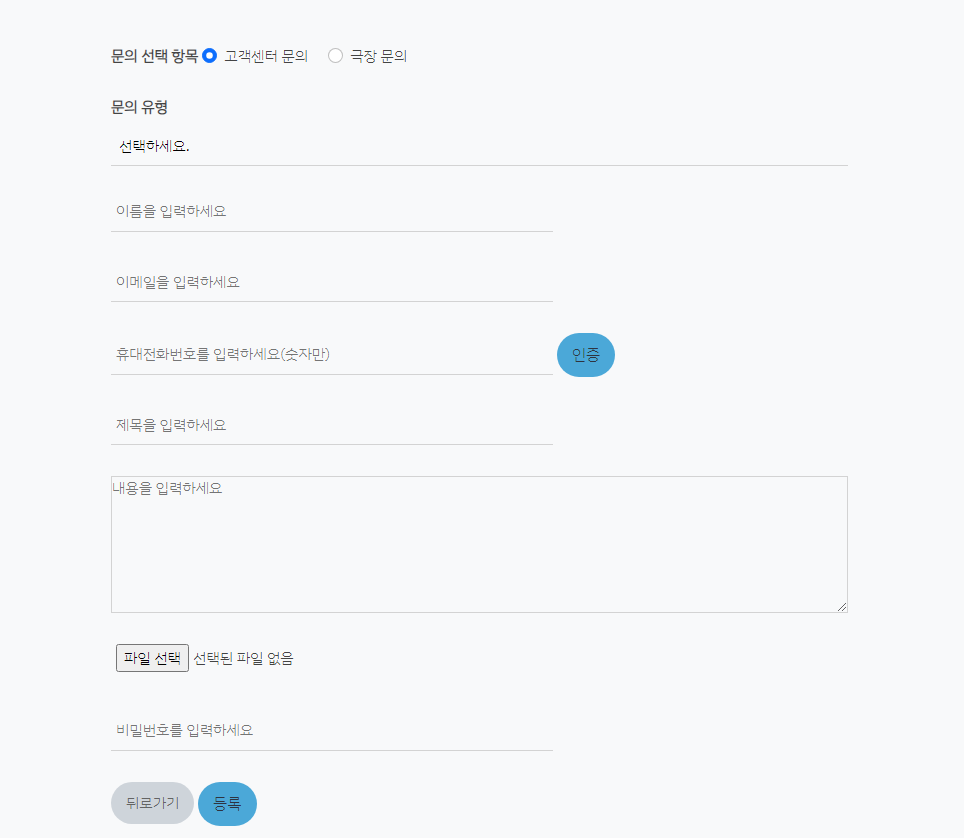 문의 선택 항목 고객센터 문의 극장 문의
문의 유형
선택하세요.
이름을 입력하세요
이메일을 입력하세요
휴대전화번호를 입력하세요(숫자만) 인증
제목을 입력하세요
내용을 입력하세요
파일 선택 선택된 파일 없음
비밀번호를 입력하세요
뒤로가기 등록